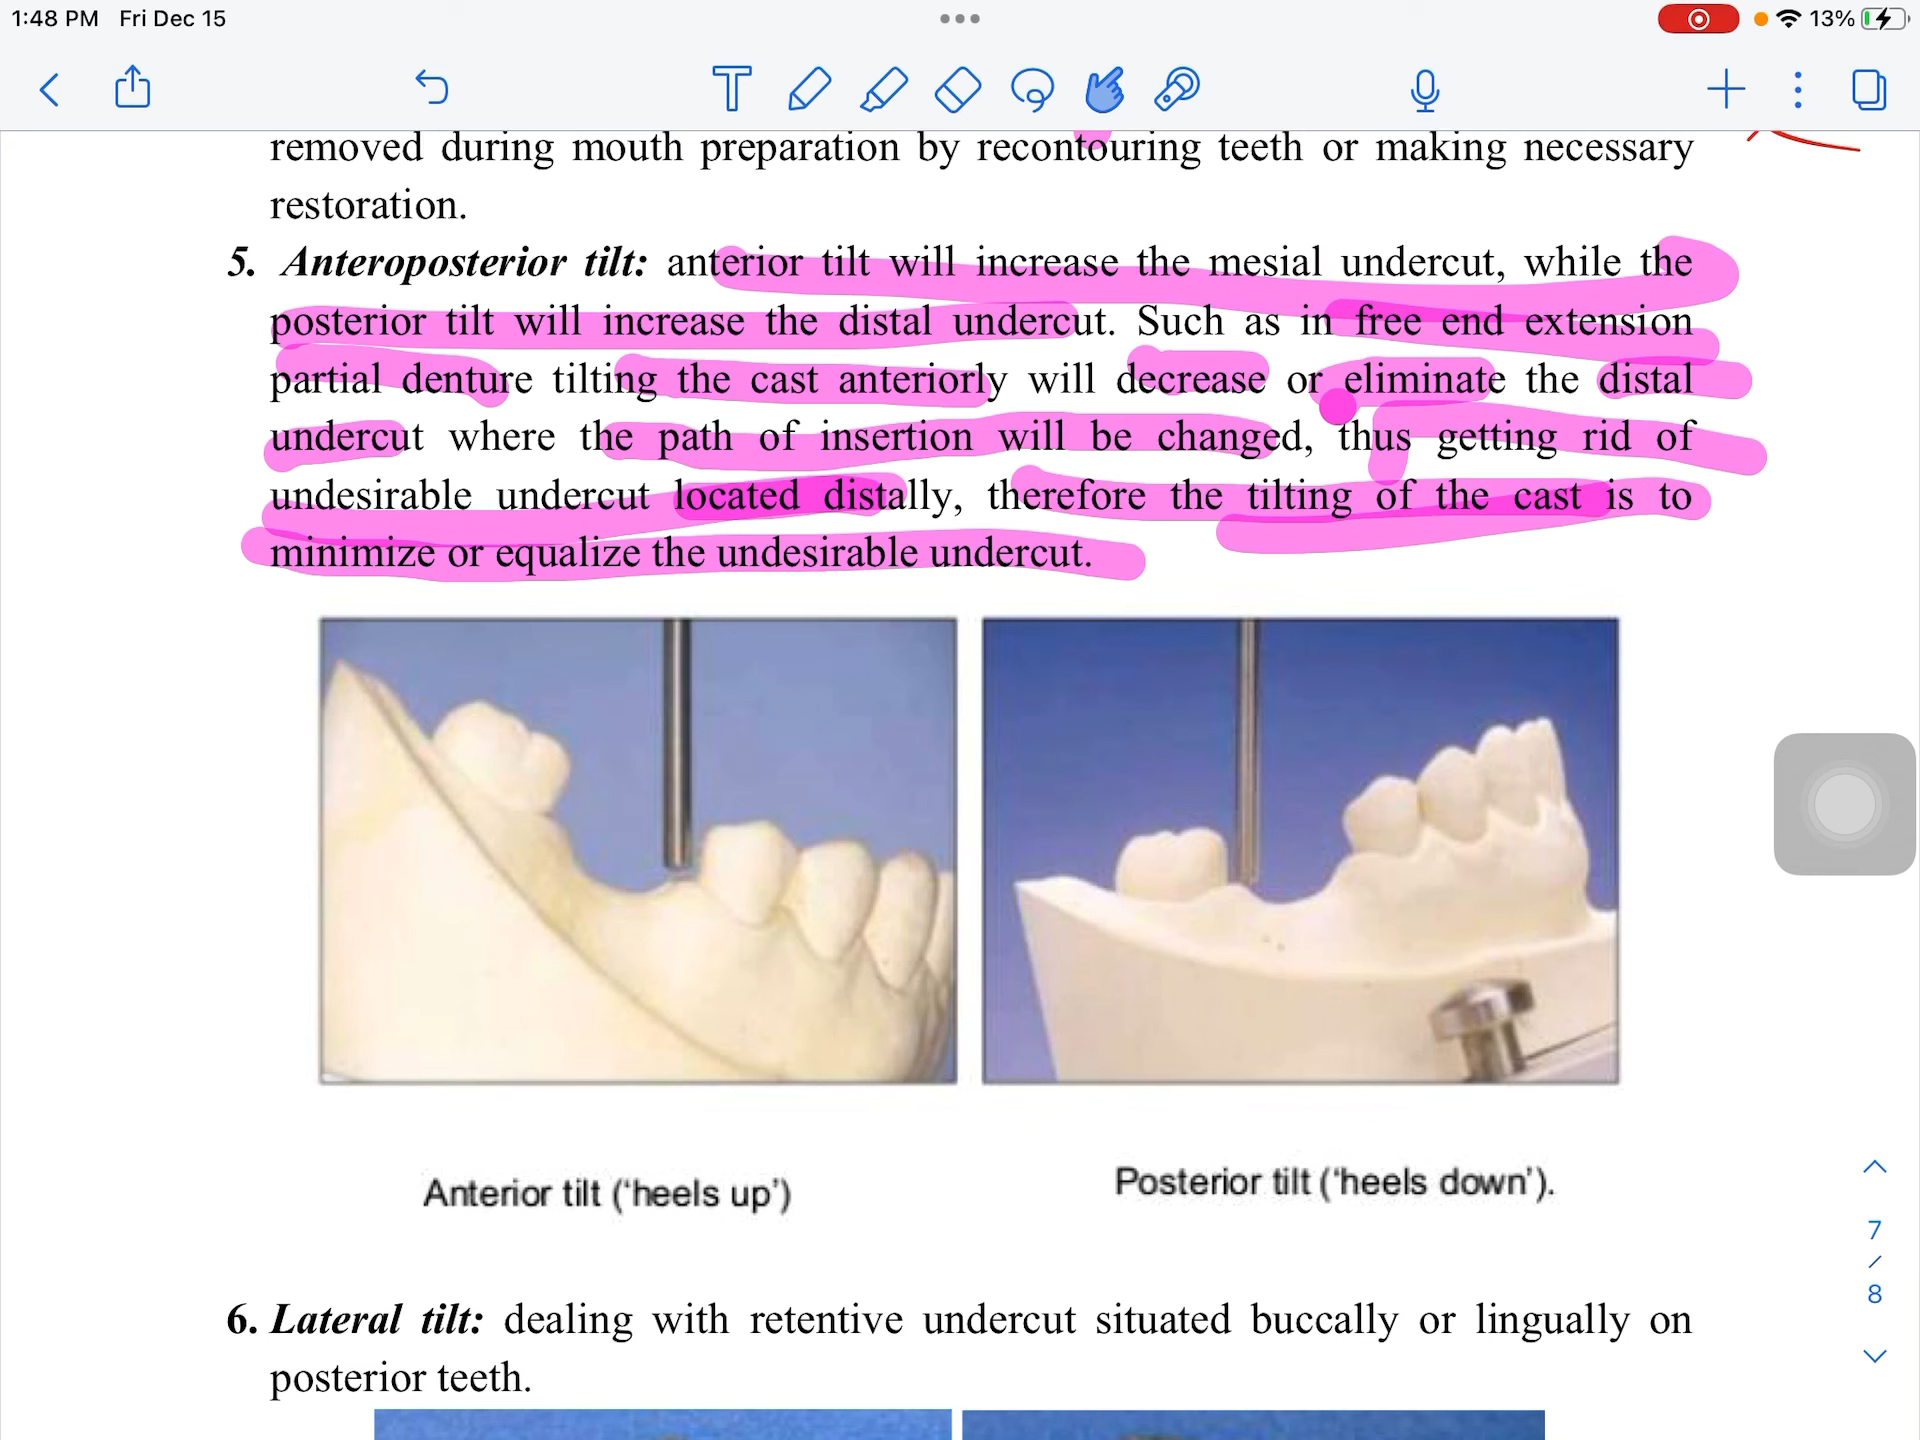 1:48 PM Fri Dec 15
13%
T
removed during mouth preparation by recontouring teeth or making necessary
restoration.
5. Anteroposterior tilt: anterior tilt will increase the mesial undercut, while the
posterior tilt will increase the distal undercut. Such as in free end extension
partial denture tilting the cast anteriorly will decrease or eliminate the distal
undercut where the path of insertion will be changed, thus getting rid of
undesirable undercut located distally, therefore the tilting of the cast is to
minimize or equalize the undesirable undercut.
Anterior tilt ('heels up')
Posterior tilt ('heels down').
7
/
8
6. Lateral tilt: dealing with retentive undercut situated buccally or lingually on
posterior teeth.